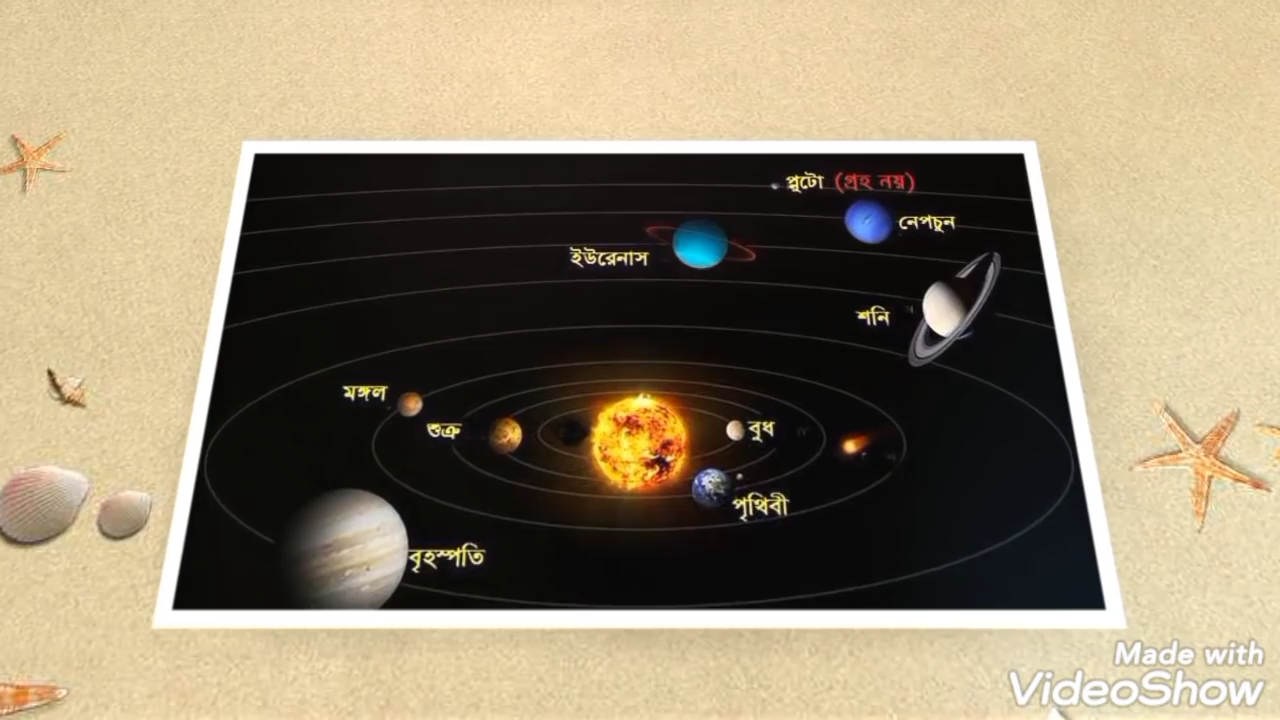 প্লুটো (গ্রহ নয়)
নেপচুন
ইউরেনাস
শনি
মঙ্গল
শুক্র
বুধ
পৃথিবী
বৃহস্পতি
Made with
VideoShow